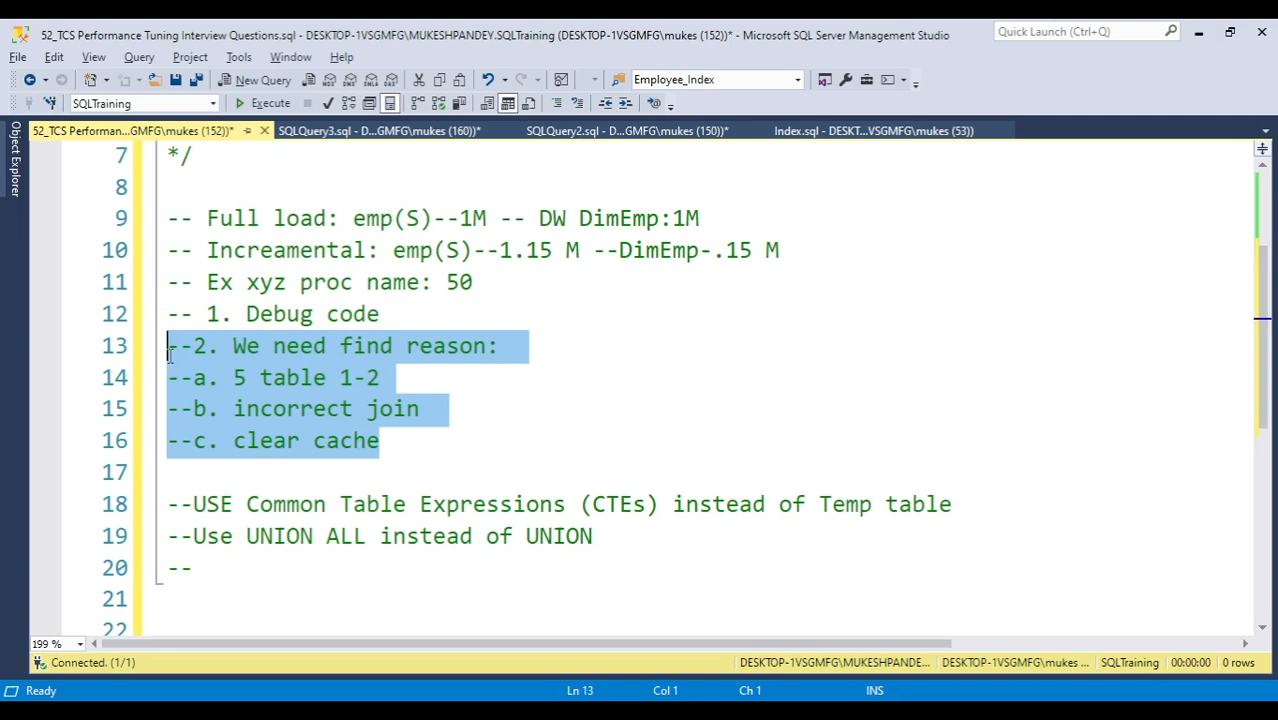 52_TCS Performance Tuning Interview Questions.sql - DESKTOP-1VSGMFG\MUKESHPANDEY.SQLTraining (DESKTOP-1VSGMFG\mukes (152))* - Microsoft SQL Server Management Studio
Quick Launch (Ctrl+Q)
File Edit View Query Project Tools Window Help
New Query
Employee_Index
SQLTraining
Execute
52_TCS Performan...GMFG\mukes (152))*
SQLQuery3.sql - D...GMFG\mukes (160))*
SQLQuery2.sql - D...GMFG\mukes (150))*
Index.sql - DESKT...VSGMFG\mukes (53))
Object Explorer
7 */
8
9 -- Full load: emp(S)--1M -- DW DimEmp:1M
10 -- Increamental: emp(S)--1.15 M --DimEmp-.15 M
11 -- Ex xyz proc name: 50
12 -- 1. Debug code
13 --2. We need find reason:
14 --a. 5 table 1-2
15 --b. incorrect join
16 --c. clear cache
17
18 --USE Common Table Expressions (CTEs) instead of Temp table
19 --Use UNION ALL instead of UNION
20 --
21
22
199 %
Connected. (1/1)
DESKTOP-1VSGMFG\MUKESHPANDE...
DESKTOP-1VSGMFG\mukes ...
SQLTraining
00:00:00
0 rows
Ready
Ln 13
Col 1
Ch 1
INS